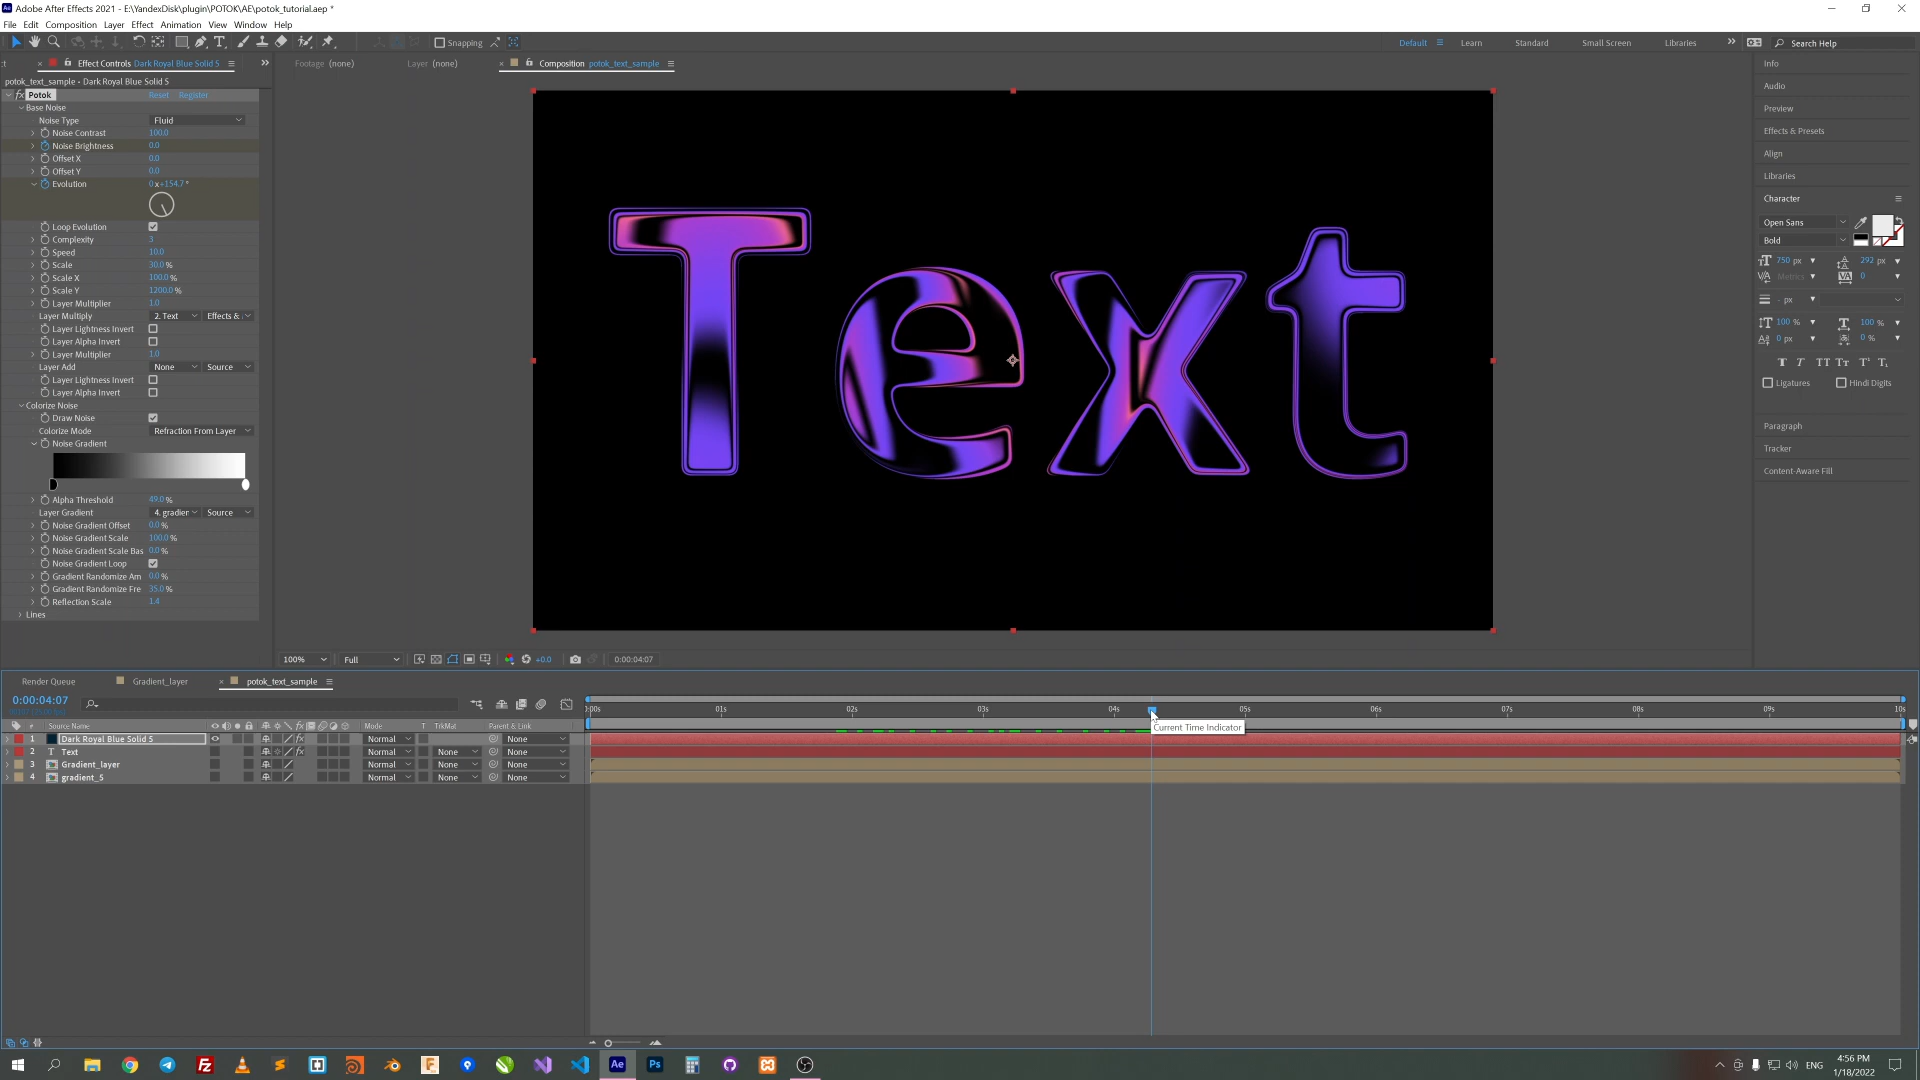 Adobe After Effects 2021 - E:\YandexDisk\plugin\POTOK\AE\potok_tutorial.aep *
File Edit Composition Layer Effect Animation View Window Help
Snapping
Default Learn Standard Small Screen Libraries Search Help
Effect Controls Dark Royal Blue Solid 5
Footage (none) Layer (none) Composition potok_text_sample
potok_text_sample • Dark Royal Blue Solid 5
fx Potok Reset Register
Base Noise
Noise Type Fluid
Noise Contrast 100.0
Noise Brightness 0.0
Offset X 0.0
Offset Y 0.0
Evolution 0x+154.7°
Loop Evolution
Complexity 3
Speed 10.0
Scale 30.0 %
Scale X 100.0 %
Scale Y 1200.0 %
Layer Multiplier 1.0
Layer Multiply 2. Text Effects &
Layer Lightness Invert
Layer Alpha Invert
Layer Multiplier 1.0
Layer Add None Source
Layer Lightness Invert
Layer Alpha Invert
Colorize Noise
Draw Noise
Colorize Mode Refraction From Layer
Noise Gradient
Alpha Threshold 49.0 %
Layer Gradient 4. gradien Source
Noise Gradient Offset 0.0 %
Noise Gradient Scale 100.0 %
Noise Gradient Scale Bas 0.0 %
Noise Gradient Loop
Gradient Randomize Am 0.0 %
Gradient Randomize Fre 35.0 %
Reflection Scale 1.4
Lines
Text
Info
Audio
Preview
Effects & Presets
Align
Libraries
Character
Open Sans
Bold
750 px 292 px
Metrics 0
- px
100 % 100 %
0 px 0 %
T T TT Tr T¹ T₁
Ligatures Hindi Digits
Paragraph
Tracker
Content-Aware Fill
100% Full +0.0 0:00:04:07
Render Queue Gradient_layer potok_text_sample
0:00:04:07
:00s 01s 02s 03s 04s 05s 06s 07s 08s 09s 10s
# Source Name fx Mode T TrkMat Parent & Link
Current Time Indicator
1 Dark Royal Blue Solid 5 fx Normal None
2 T Text fx Normal None None
3 Gradient_layer Normal None None
4 gradient_5 Normal None None
Fz Ae Ps ENG
4:56 PM
1/18/2022